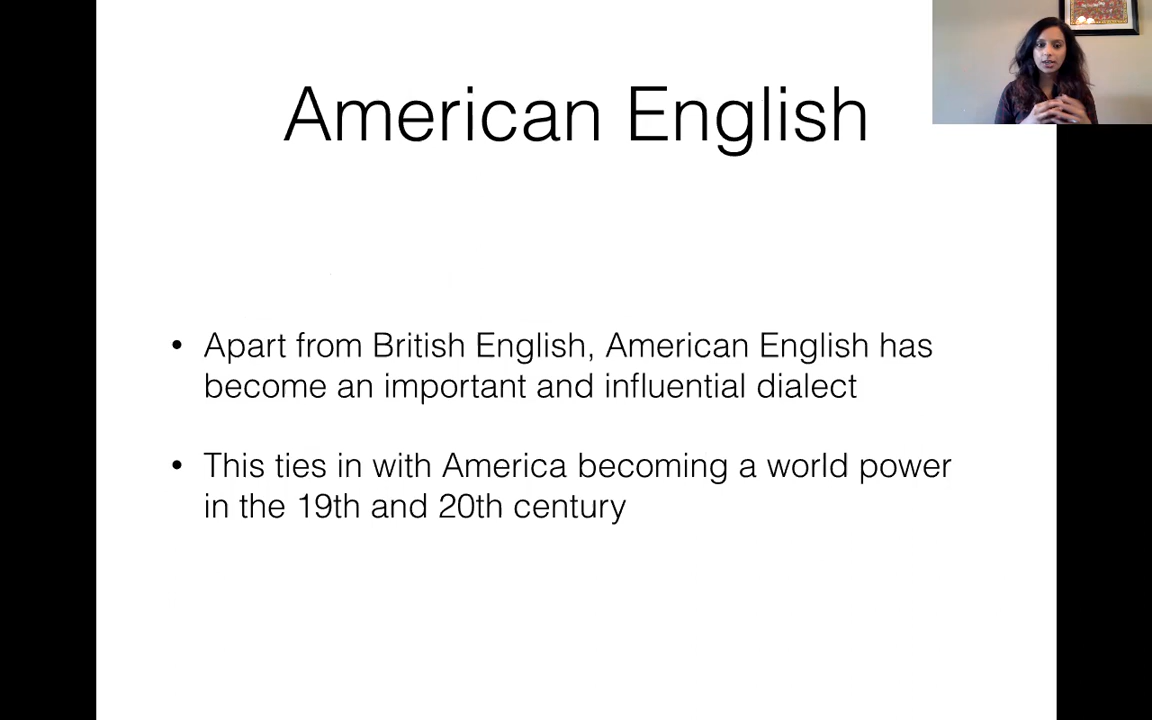 American English
• Apart from British English, American English has
become an important and influential dialect
• This ties in with America becoming a world power
in the 19th and 20th century